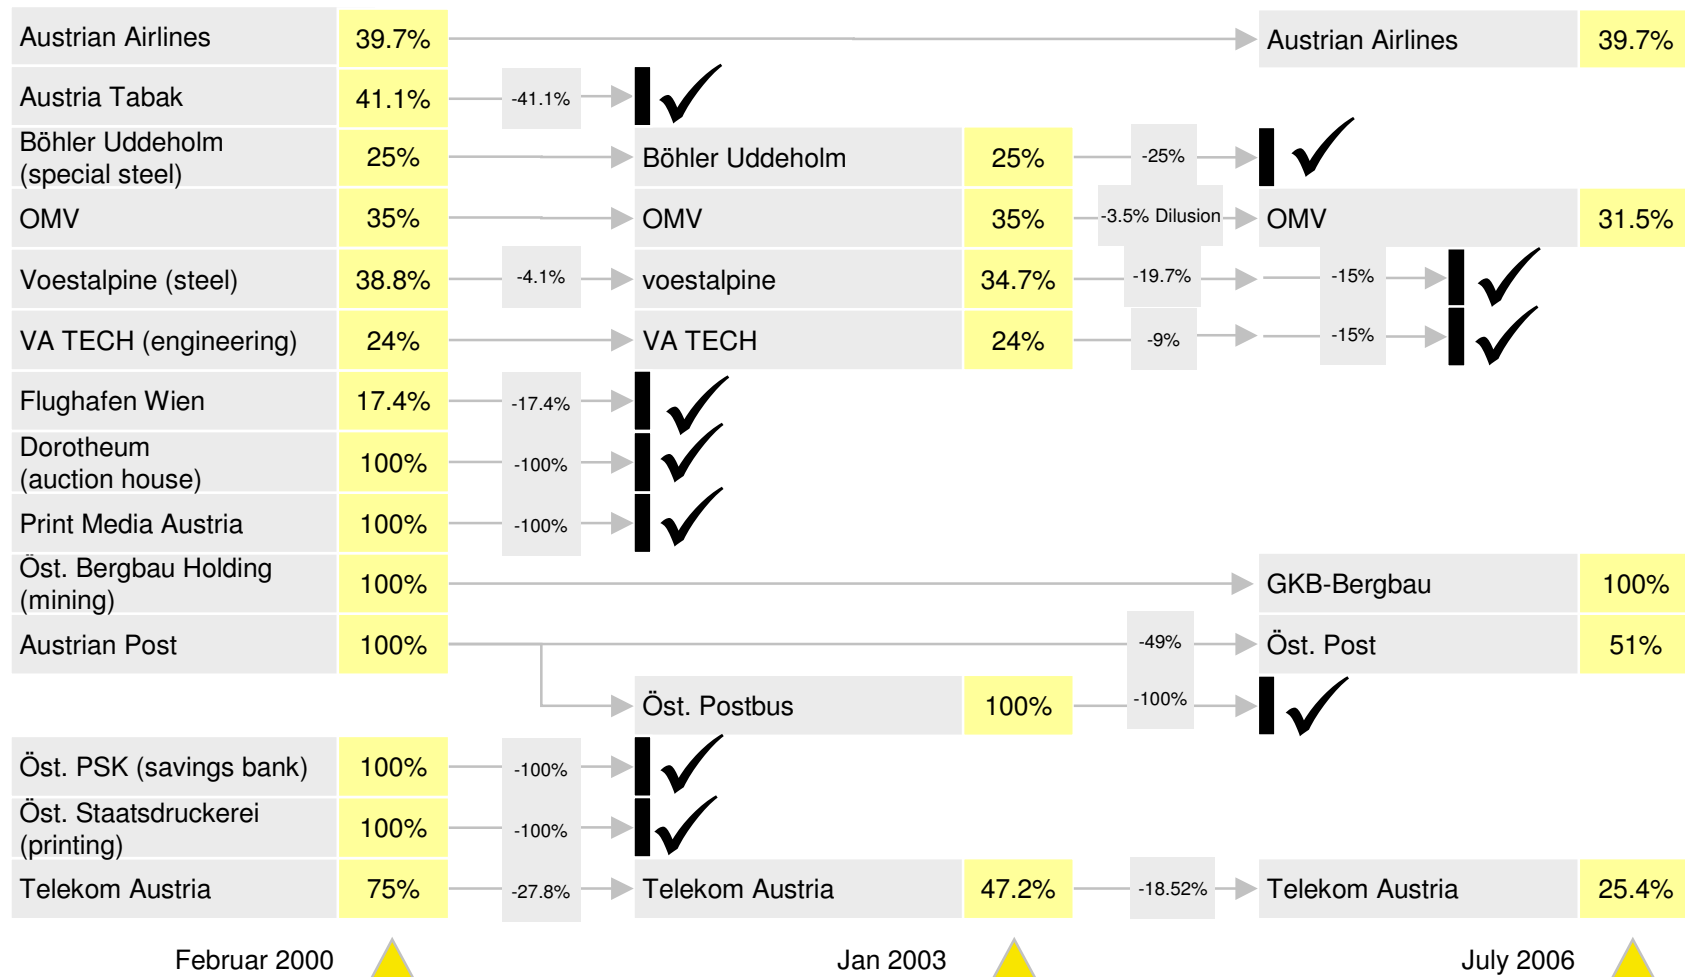 Austrian Airlines 39.7% Austrian Airlines 39.7%
Austria Tabak 41.1% -41.1%
Böhler Uddeholm
(special steel) 25% Böhler Uddeholm 25% -25%
OMV 35% OMV 35% -3.5% Dilusion OMV 31.5%
Voestalpine (steel) 38.8% -4.1% voestalpine 34.7% -19.7% -15%
VA TECH (engineering) 24% VA TECH 24% -9% -15%
Flughafen Wien 17.4% -17.4%
Dorotheum
(auction house) 100% -100%
Print Media Austria 100% -100%
Öst. Bergbau Holding
(mining) 100% GKB-Bergbau 100%
Austrian Post 100% -49% Öst. Post 51%
Öst. Postbus 100% -100%
Öst. PSK (savings bank) 100% -100%
Öst. Staatsdruckerei
(printing) 100% -100%
Telekom Austria 75% -27.8% Telekom Austria 47.2% -18.52% Telekom Austria 25.4%
Februar 2000 Jan 2003 July 2006